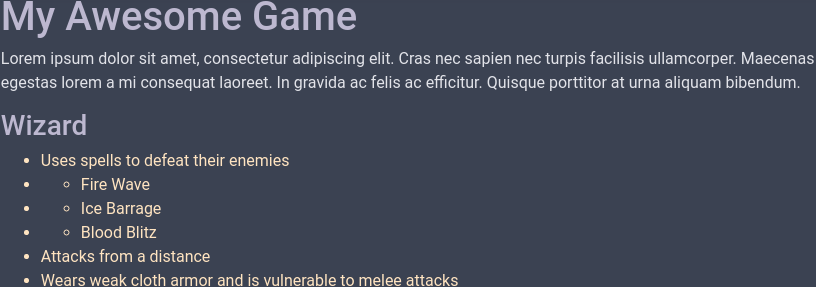 My Awesome Game
Lorem ipsum dolor sit amet, consectetur adipiscing elit. Cras nec sapien nec turpis facilisis ullamcorper. Maecenas
egestas lorem a mi consequat laoreet. In gravida ac felis ac efficitur. Quisque porttitor at urna aliquam bibendum.
Wizard
• Uses spells to defeat their enemies
• ◦ Fire Wave
• ◦ Ice Barrage
• ◦ Blood Blitz
• Attacks from a distance
• Wears weak cloth armor and is vulnerable to melee attacks